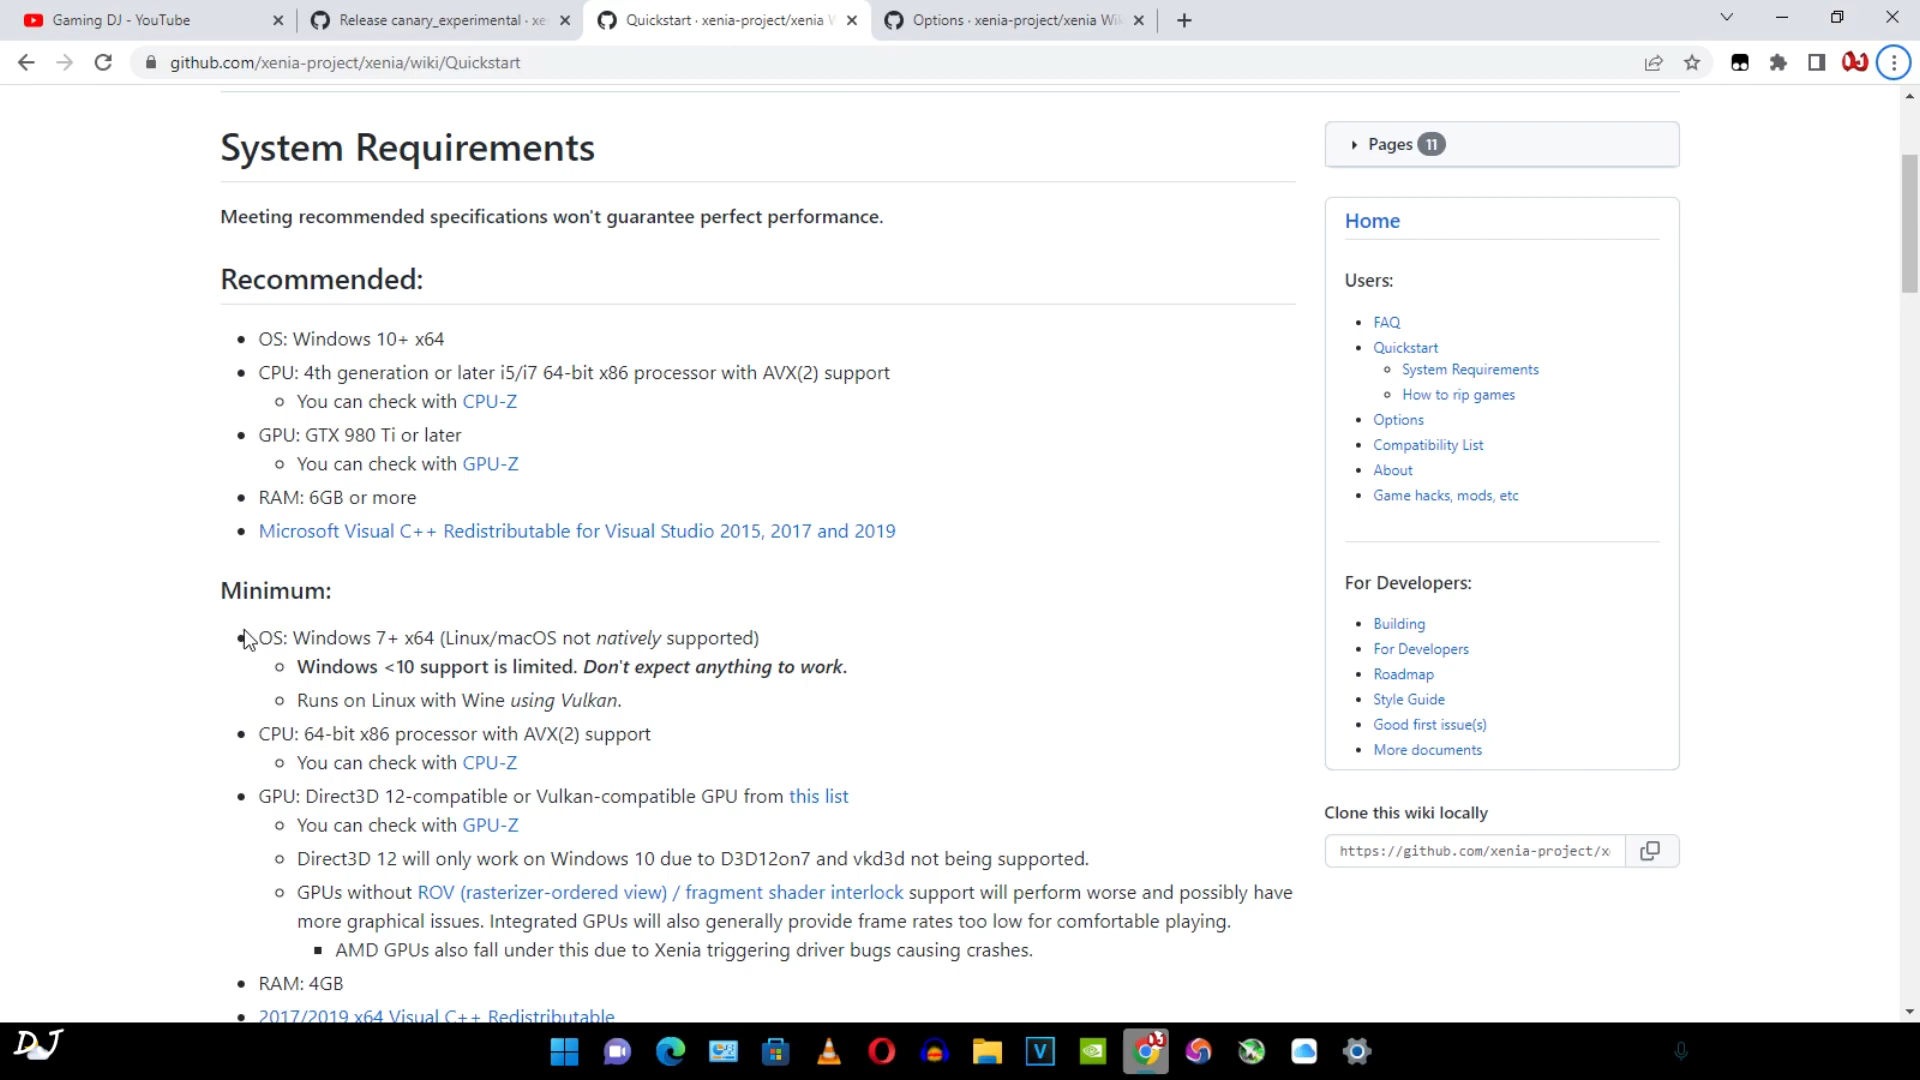 Gaming DJ - YouTube
Release canary_experimental · xe
Quickstart · xenia-project/xenia W
Options · xenia-project/xenia Wi
github.com/xenia-project/xenia/wiki/Quickstart
System Requirements
Meeting recommended specifications won't guarantee perfect performance.
Recommended:
OS: Windows 10+ x64
CPU: 4th generation or later i5/i7 64-bit x86 processor with AVX(2) support
You can check with CPU-Z
GPU: GTX 980 Ti or later
You can check with GPU-Z
RAM: 6GB or more
Microsoft Visual C++ Redistributable for Visual Studio 2015, 2017 and 2019
Minimum:
OS: Windows 7+ x64 (Linux/macOS not natively supported)
Windows <10 support is limited. Don't expect anything to work.
Runs on Linux with Wine using Vulkan.
CPU: 64-bit x86 processor with AVX(2) support
You can check with CPU-Z
GPU: Direct3D 12-compatible or Vulkan-compatible GPU from this list
You can check with GPU-Z
Direct3D 12 will only work on Windows 10 due to D3D12on7 and vkd3d not being supported.
GPUs without ROV (rasterizer-ordered view) / fragment shader interlock support will perform worse and possibly have
more graphical issues. Integrated GPUs will also generally provide frame rates too low for comfortable playing.
AMD GPUs also fall under this due to Xenia triggering driver bugs causing crashes.
RAM: 4GB
2017/2019 x64 Visual C++ Redistributable
Pages 11
Home
Users:
FAQ
Quickstart
System Requirements
How to rip games
Options
Compatibility List
About
Game hacks, mods, etc
For Developers:
Building
For Developers
Roadmap
Style Guide
Good first issue(s)
More documents
Clone this wiki locally
https://github.com/xenia-project/x
DJ
V